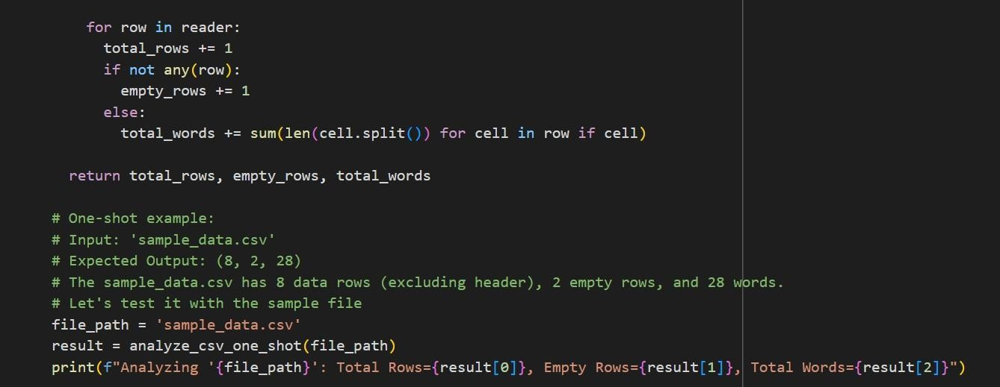 for row in reader:
total_rows += 1
if not any(row):
empty_rows += 1
else:
total_words += sum(len(cell.split()) for cell in row if cell)
return total_rows, empty_rows, total_words
# One-shot example:
# Input: 'sample_data.csv'
# Expected Output: (8, 2, 28)
# The sample_data.csv has 8 data rows (excluding header), 2 empty rows, and 28 words.
# Let's test it with the sample file
file_path = 'sample_data.csv'
result = analyze_csv_one_shot(file_path)
print(f"Analyzing '{file_path}': Total Rows={result[0]}, Empty Rows={result[1]}, Total Words={result[2]}")